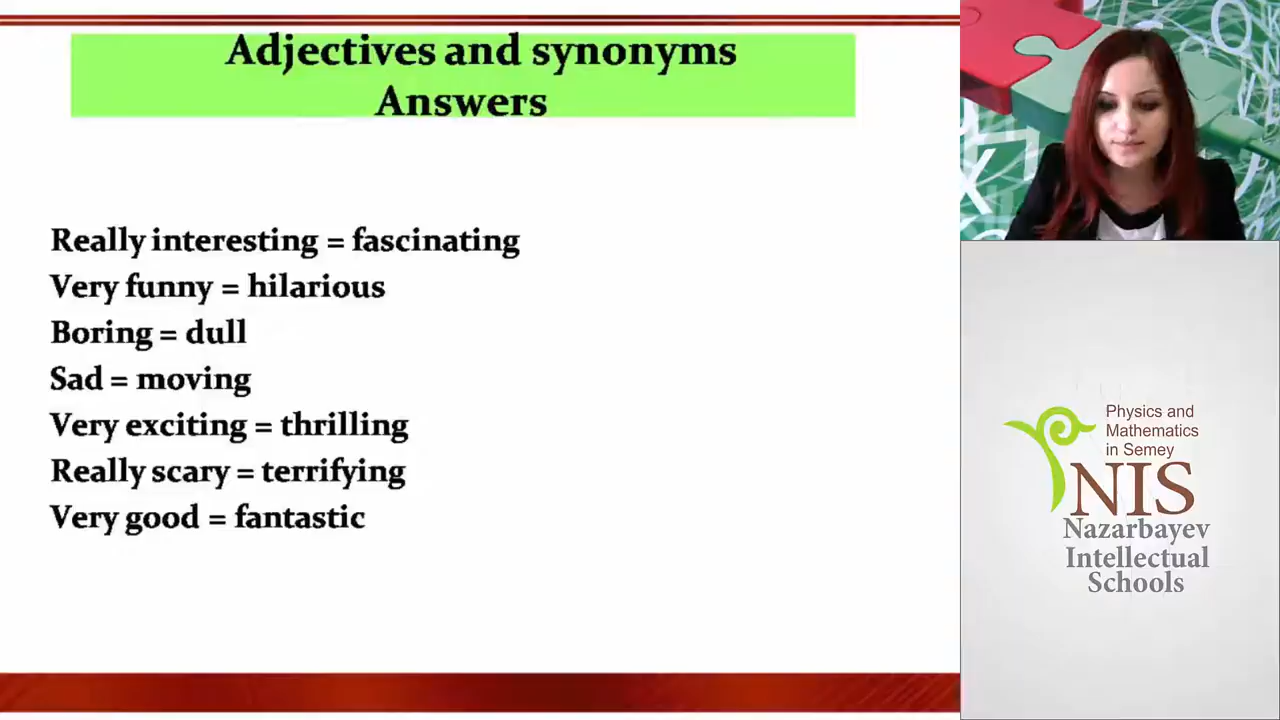 Adjectives and synonyms
Answers
Really interesting = fascinating
Very funny = hilarious
Boring = dull
Sad = moving
Very exciting = thrilling
Really scary = terrifying
Very good = fantastic
Physics and
Mathematics
in Semey
NIS
Nazarbayev
Intellectual
Schools